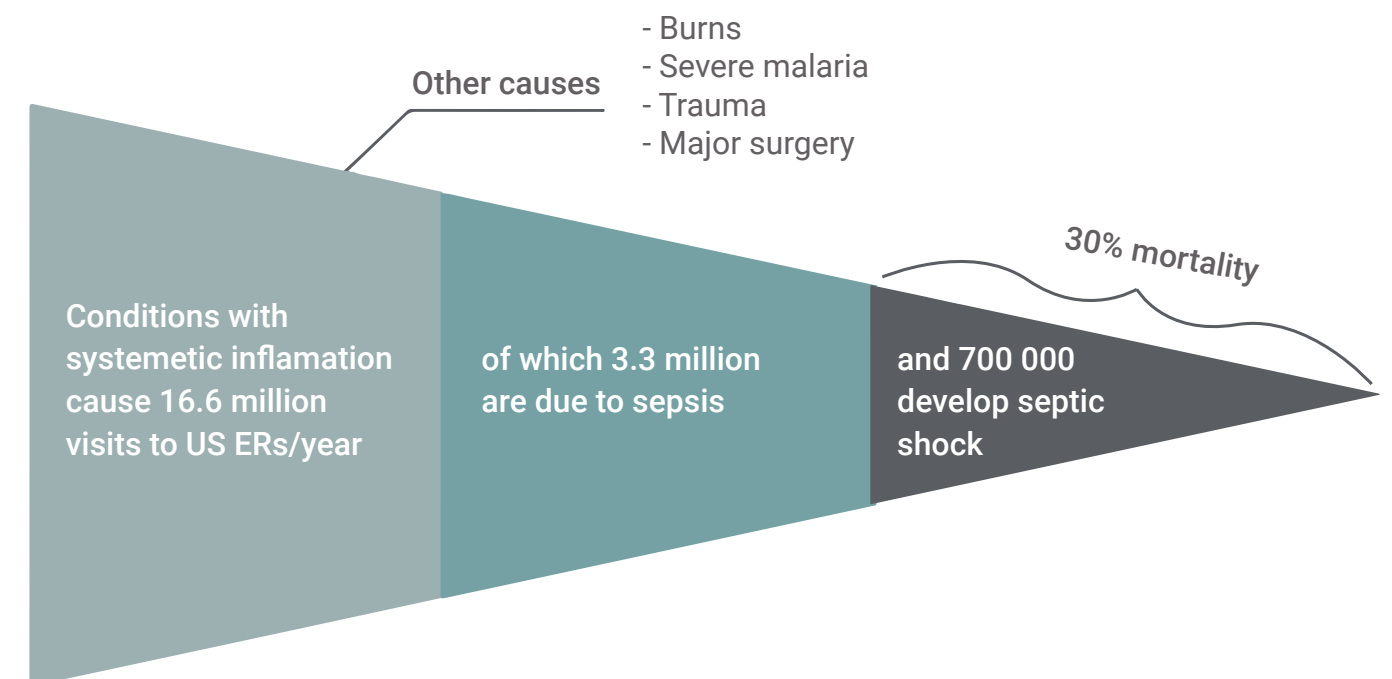 - Burns
- Severe malaria
- Trauma
- Major surgery
Other causes
30% mortality
Conditions with
systemetic inflamation
cause 16.6 million
visits to US ERs/year
of which 3.3 million
are due to sepsis
and 700 000
develop septic
shock